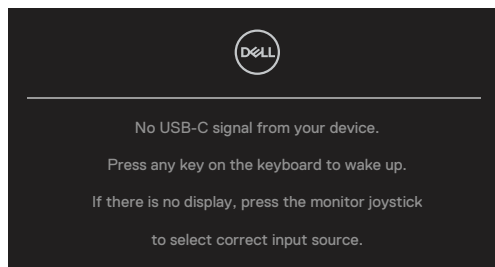 DELL
No USB-C signal from your device.
Press any key on the keyboard to wake up.
If there is no display, press the monitor joystick
to select correct input source.